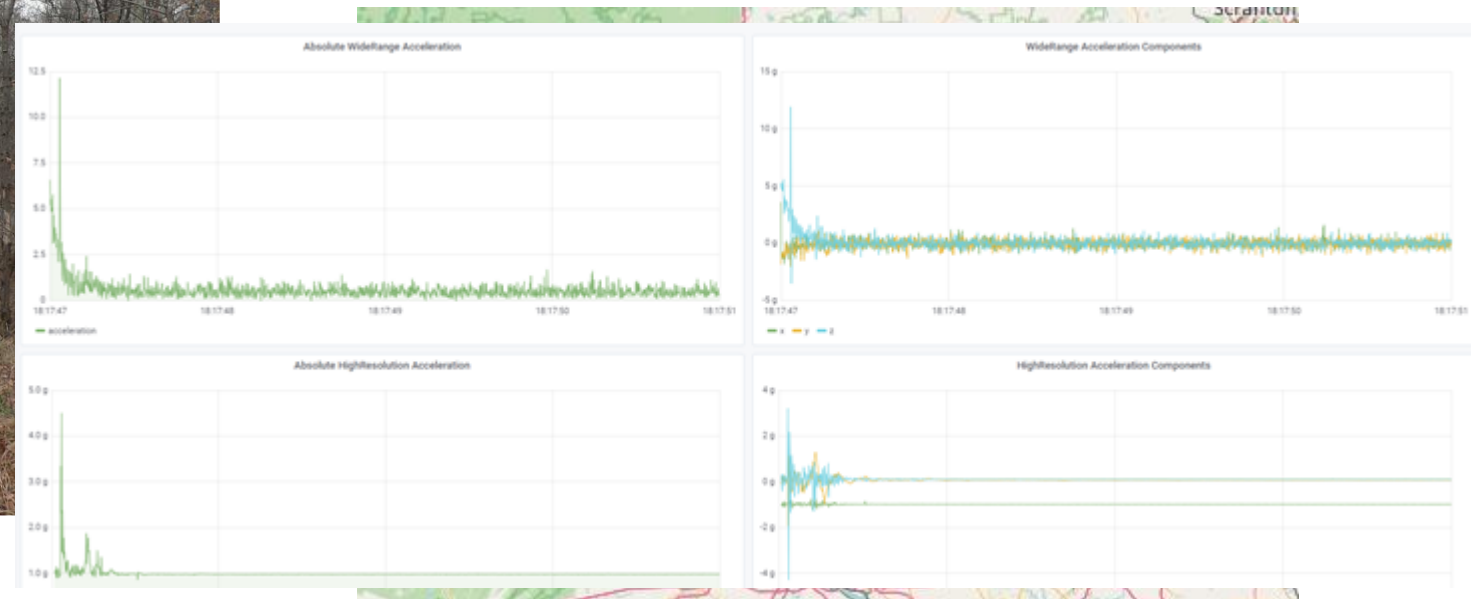 Scranton
Absolute WideRange Acceleration
12.5
10.0
7.5
5.0
2.5
0
18:17:47 18:17:48 18:17:49 18:17:50 18:17:51
acceleration
WideRange Acceleration Components
15 g
10 g
5 g
0 g
-5 g
18:17:47 18:17:48 18:17:49 18:17:50 18:17:51
x y z
Absolute HighResolution Acceleration
5.0 g
4.0 g
3.0 g
2.0 g
1.0 g
HighResolution Acceleration Components
4 g
2 g
0 g
-2 g
-4 g